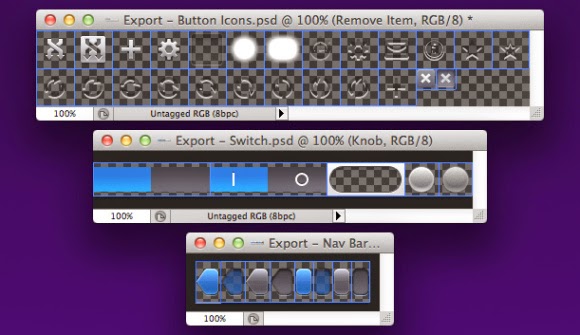 Export – Button Icons.psd @ 100% (Remove Item, RGB/8) *
100%
Untagged RGB (8bpc)
Export – Switch.psd @ 100% (Knob, RGB/8)
100%
Untagged RGB (8bpc)
Export – Nav Bar...
100%